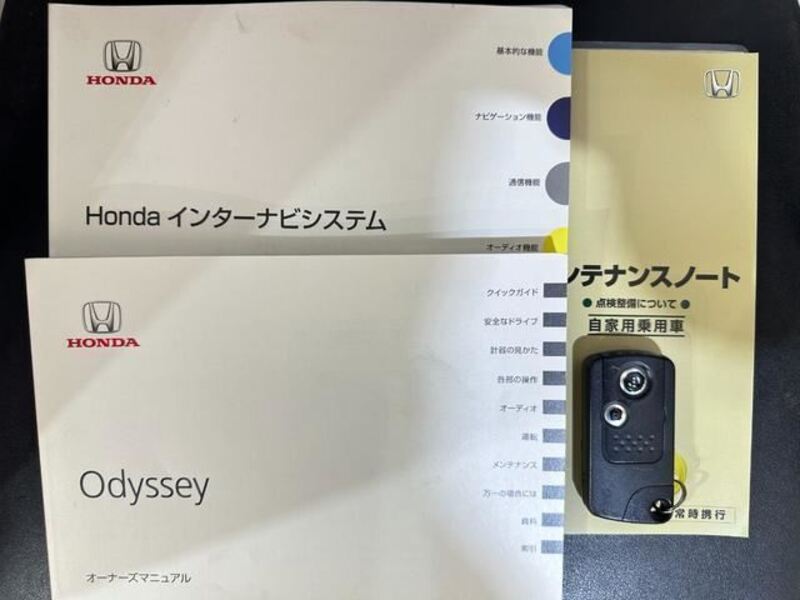 HONDA
基本的な機能
ナビゲーション機能
通信機能
オーディオ機能
Honda インターナビシステム
HONDA
Odyssey
オーナーズマニュアル
クイックガイド
安全なドライブ
計器の見かた
各部の操作
オーディオ
運転
メンテナンス
万一の場合には
資料
索引
ンテナンスノート
● 点検整備について ●
自家用乗用車
常時携行